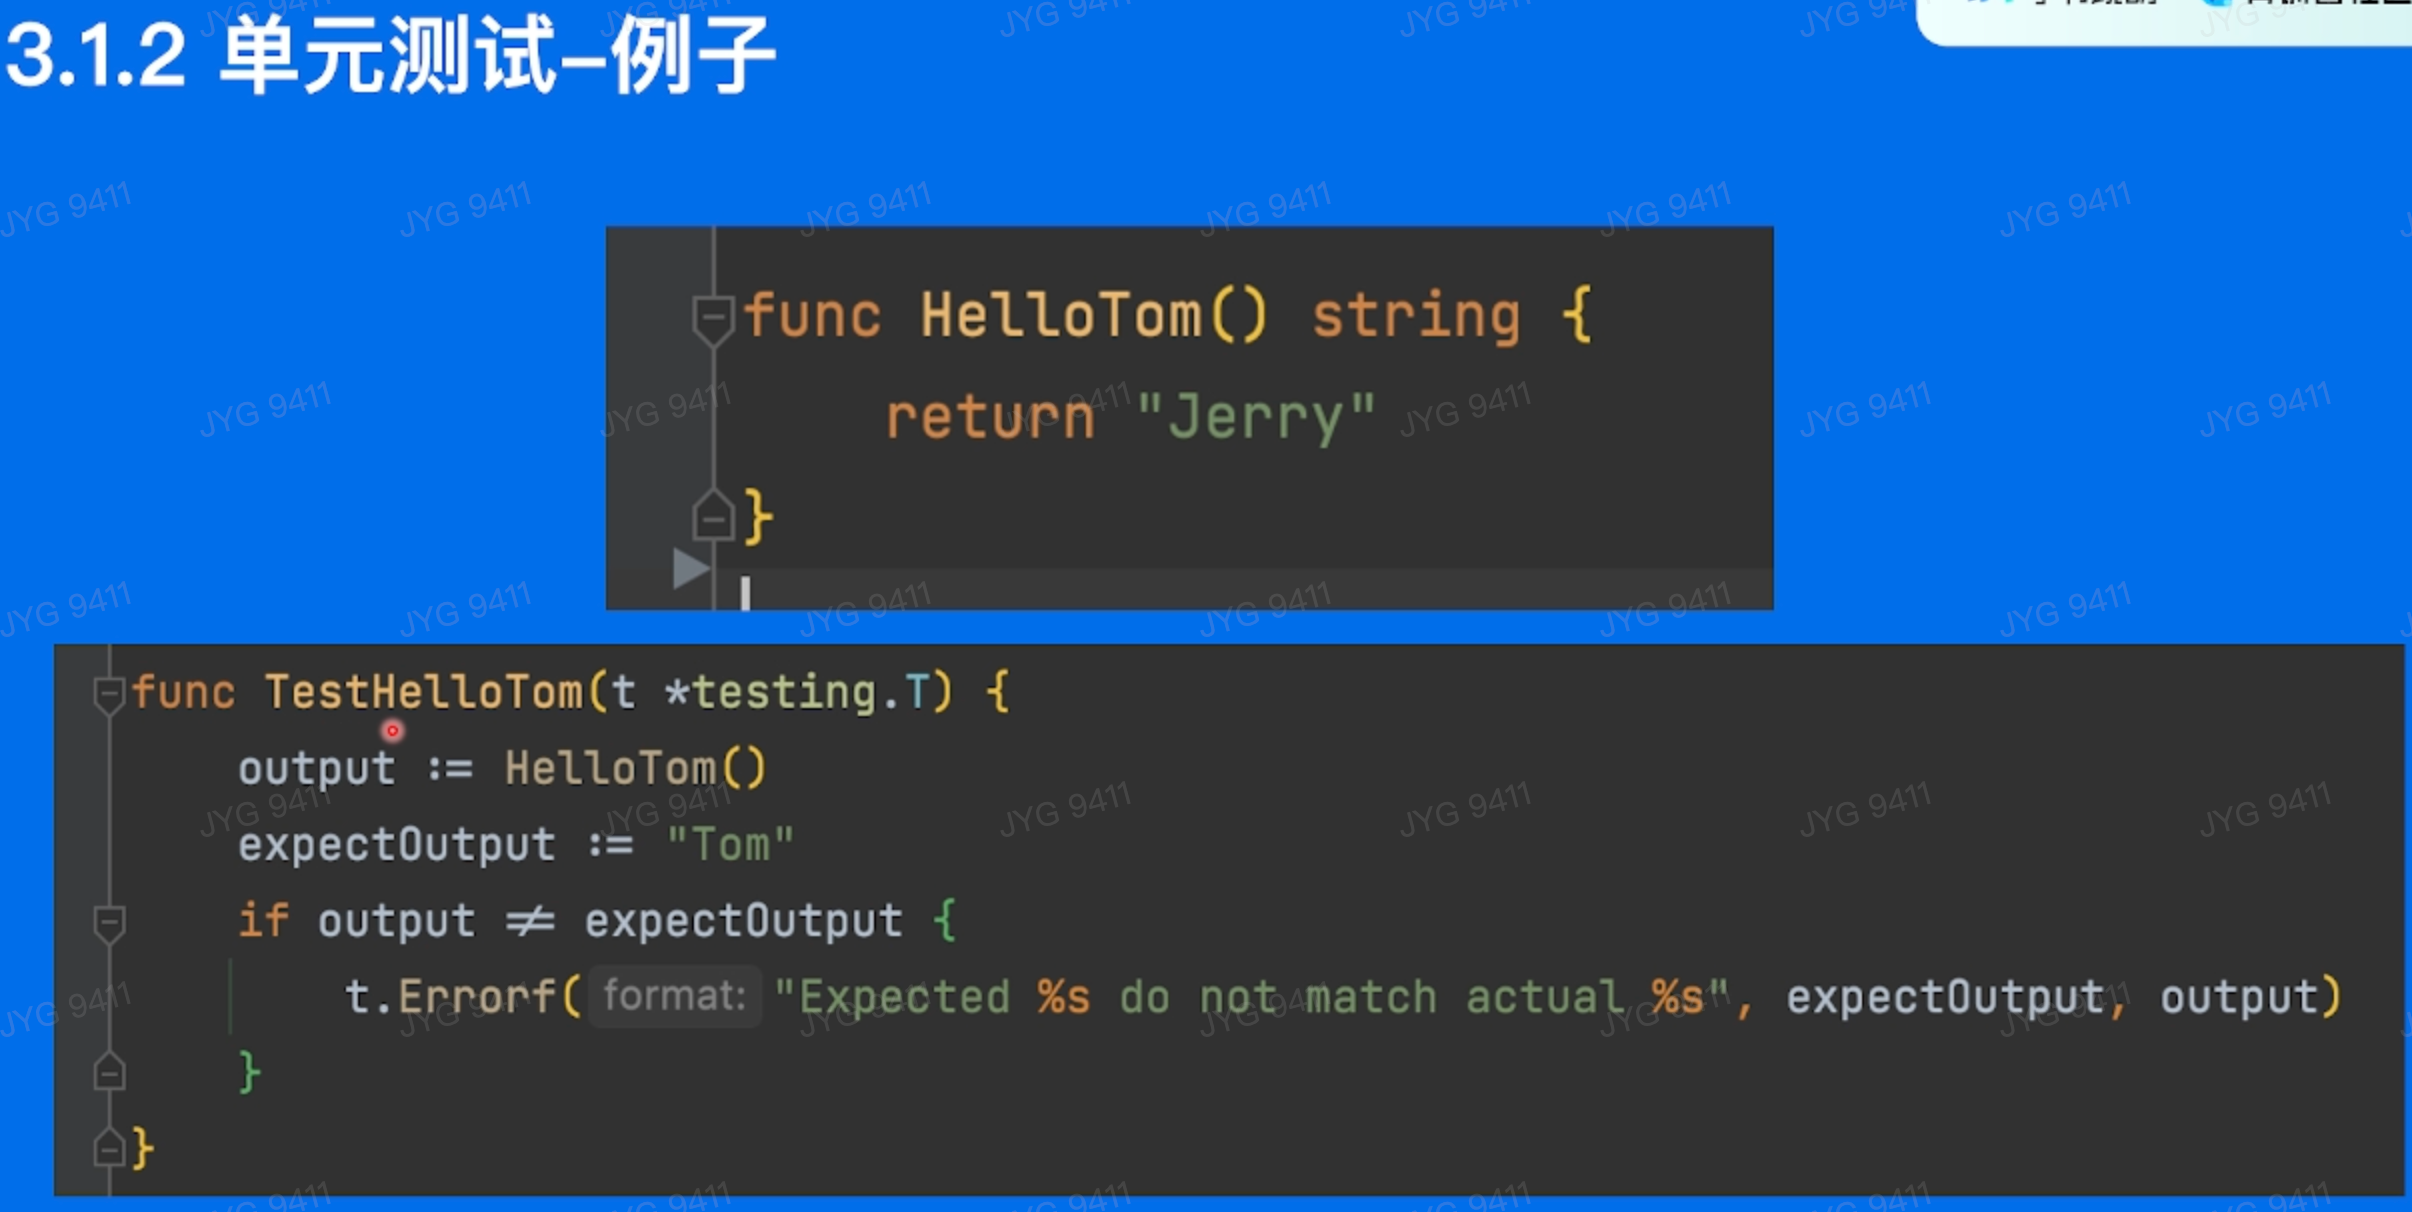 3.1.2 单元测试-例子
func HelloTom() string {
return "Jerry"
}
func TestHelloTom(t *testing.T) {
output := HelloTom()
expectOutput := "Tom"
if output != expectOutput {
t.Errorf( format: "Expected %s do not match actual %s", expectOutput, output)
}
}
JYG 9411